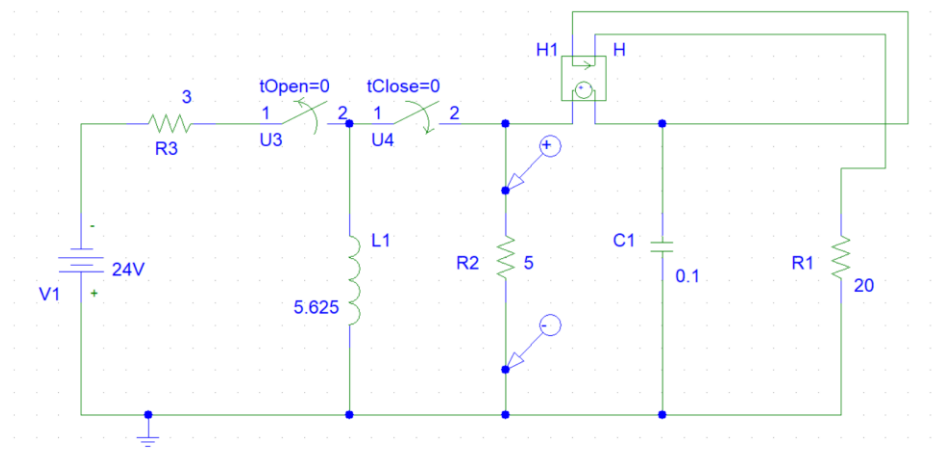 H1 H
tOpen=0 tClose=0
3
1 2 1 2
R3 U3 U4
+
L1 C1
R2 5 R1
- 24V 0.1
V1 + 5.625 20
-